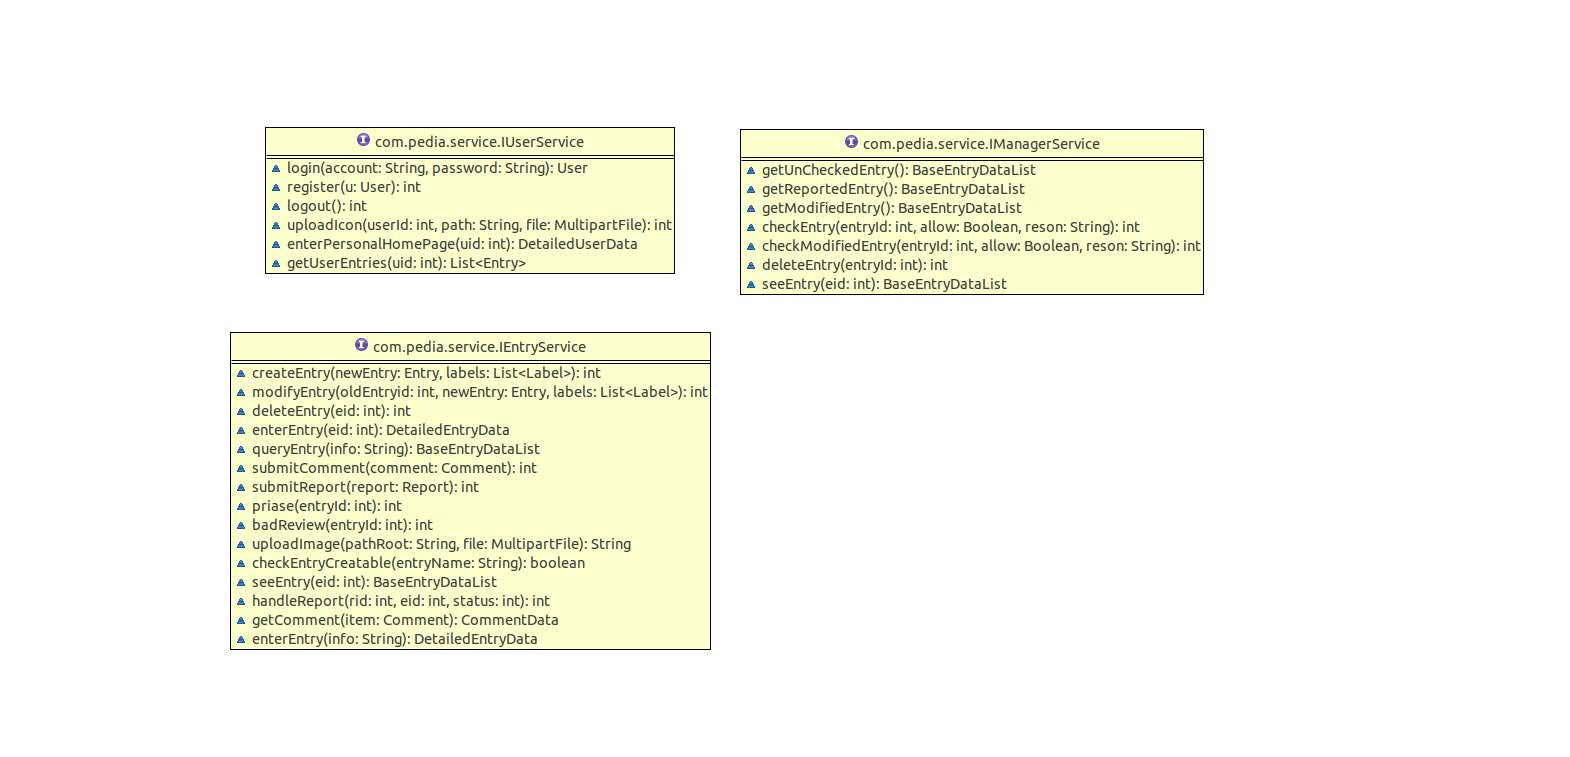 com.pedia.service.IUserService
login(account: String, password: String): User
register(u: User): int
logout(): int
uploadIcon(userId: int, path: String, file: MultipartFile): int
enterPersonalHomePage(uid: int): DetailedUserData
getUserEntries(uid: int): List<Entry>
com.pedia.service.IManagerService
getUnCheckedEntry(): BaseEntryDataList
getReportedEntry(): BaseEntryDataList
getModifiedEntry(): BaseEntryDataList
checkEntry(entryId: int, allow: Boolean, reson: String): int
checkModifiedEntry(entryId: int, allow: Boolean, reson: String): int
deleteEntry(entryId: int): int
seeEntry(eid: int): BaseEntryDataList
com.pedia.service.IEntryService
createEntry(newEntry: Entry, labels: List<Label>): int
modifyEntry(oldEntryid: int, newEntry: Entry, labels: List<Label>): int
deleteEntry(eid: int): int
enterEntry(eid: int): DetailedEntryData
queryEntry(info: String): BaseEntryDataList
submitComment(comment: Comment): int
submitReport(report: Report): int
priase(entryId: int): int
badReview(entryId: int): int
uploadImage(pathRoot: String, file: MultipartFile): String
checkEntryCreatable(entryName: String): boolean
seeEntry(eid: int): BaseEntryDataList
handleReport(rid: int, eid: int, status: int): int
getComment(item: Comment): CommentData
enterEntry(info: String): DetailedEntryData